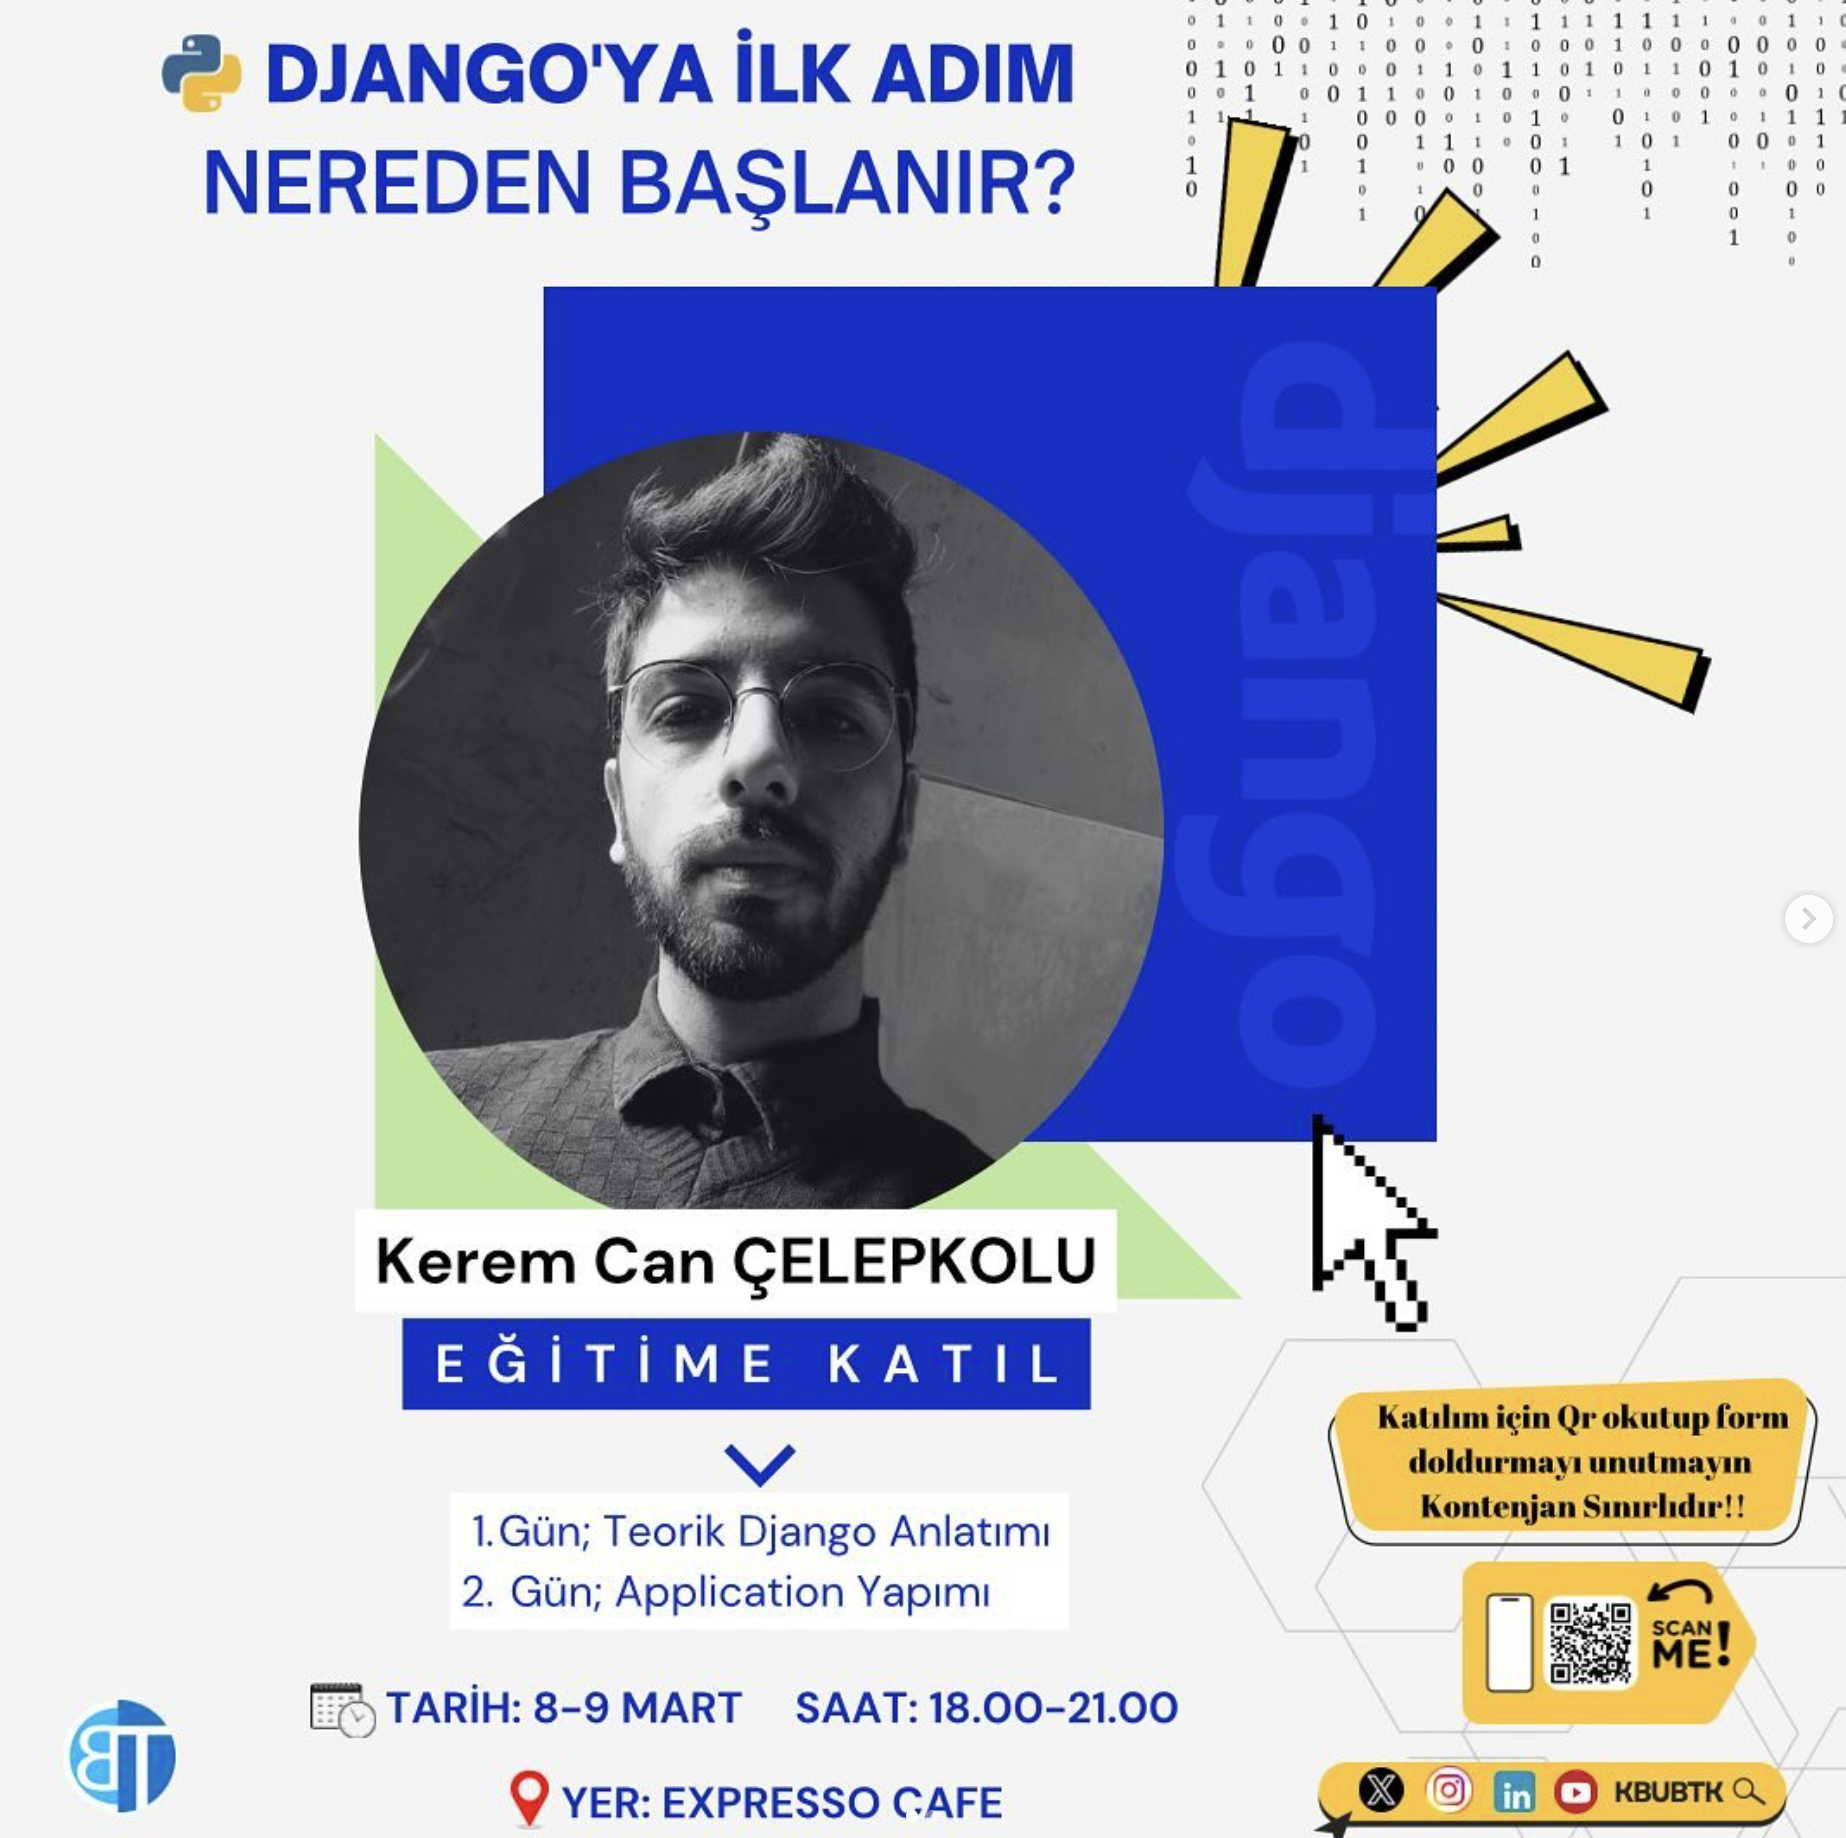 DJANGO'YA İLK ADIM
NEREDEN BAŞLANIR?
django
Kerem Can ÇELEPKOLU
EĞİTİME KATIL
1.Gün; Teorik Django Anlatımı
2. Gün; Application Yapımı
TARİH: 8-9 MART SAAT: 18.00-21.00
YER: EXPRESSO CAFE
Katılım için Qr okutup form
doldurmayı unutmayın
Kontenjan Sınırlıdır!!
SCAN
ME!
BT
X in KBUBTK